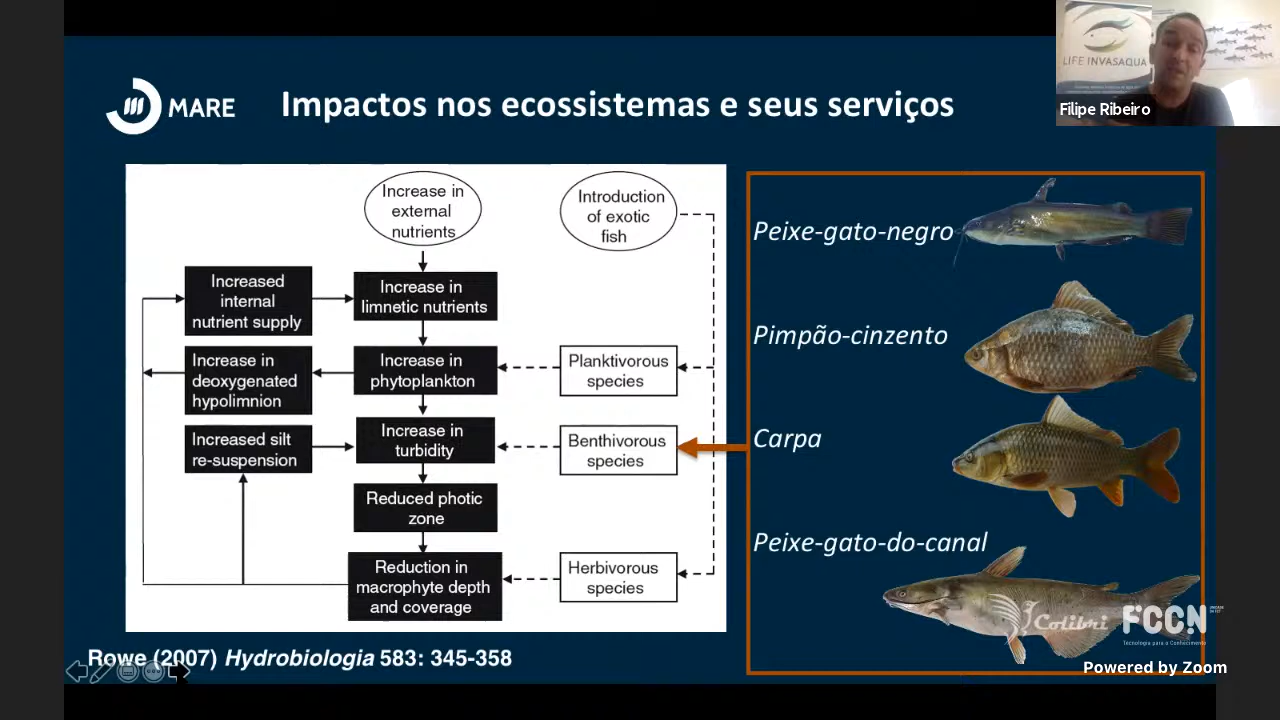 LIFE INVASAQUA
Filipe Ribeiro
MARE
Impactos nos ecossistemas e seus serviços
Increase in
external
nutrients
Introduction
of exotic
fish
Increased
internal
nutrient supply
Increase in
limnetic nutrients
Increase in
deoxygenated
hypolimnion
Increase in
phytoplankton
Planktivorous
species
Increased silt
re-suspension
Increase in
turbidity
Benthivorous
species
Reduced photic
zone
Reduction in
macrophyte depth
and coverage
Herbivorous
species
Peixe-gato-negro
Pimpão-cinzento
Carpa
Peixe-gato-do-canal
Rowe (2007) Hydrobiologia 583: 345-358
Colibri
FCCN
Tecnologia para o Conhecimento
Powered by Zoom